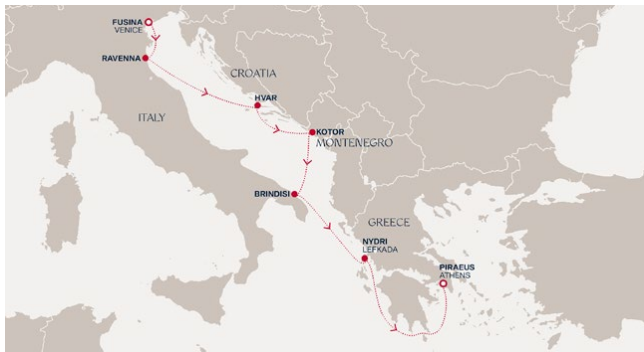 FUSINA
VENICE
RAVENNA
CROATIA
HVAR
ITALY
KOTOR
MONTENEGRO
BRINDISI
GREECE
NYDRI
LEFKADA
PIRAEUS
ATHENS